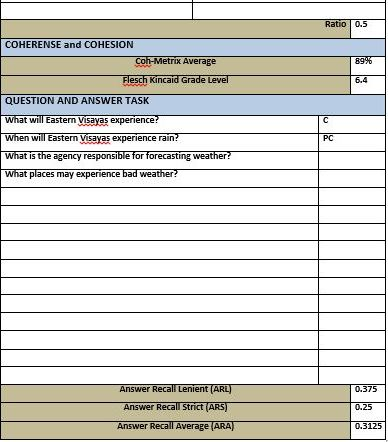 Ratio 0.5
COHERENSE and COHESION
Coh-Metrix Average 89%
Flesch Kincaid Grade Level 6.4
QUESTION AND ANSWER TASK
What will Eastern Visayas experience? C
When will Eastern Visayas experience rain? PC
What is the agency responsible for forecasting weather?
What places may experience bad weather?
Answer Recall Lenient (ARL) 0.375
Answer Recall Strict (ARS) 0.25
Answer Recall Average (ARA) 0.3125